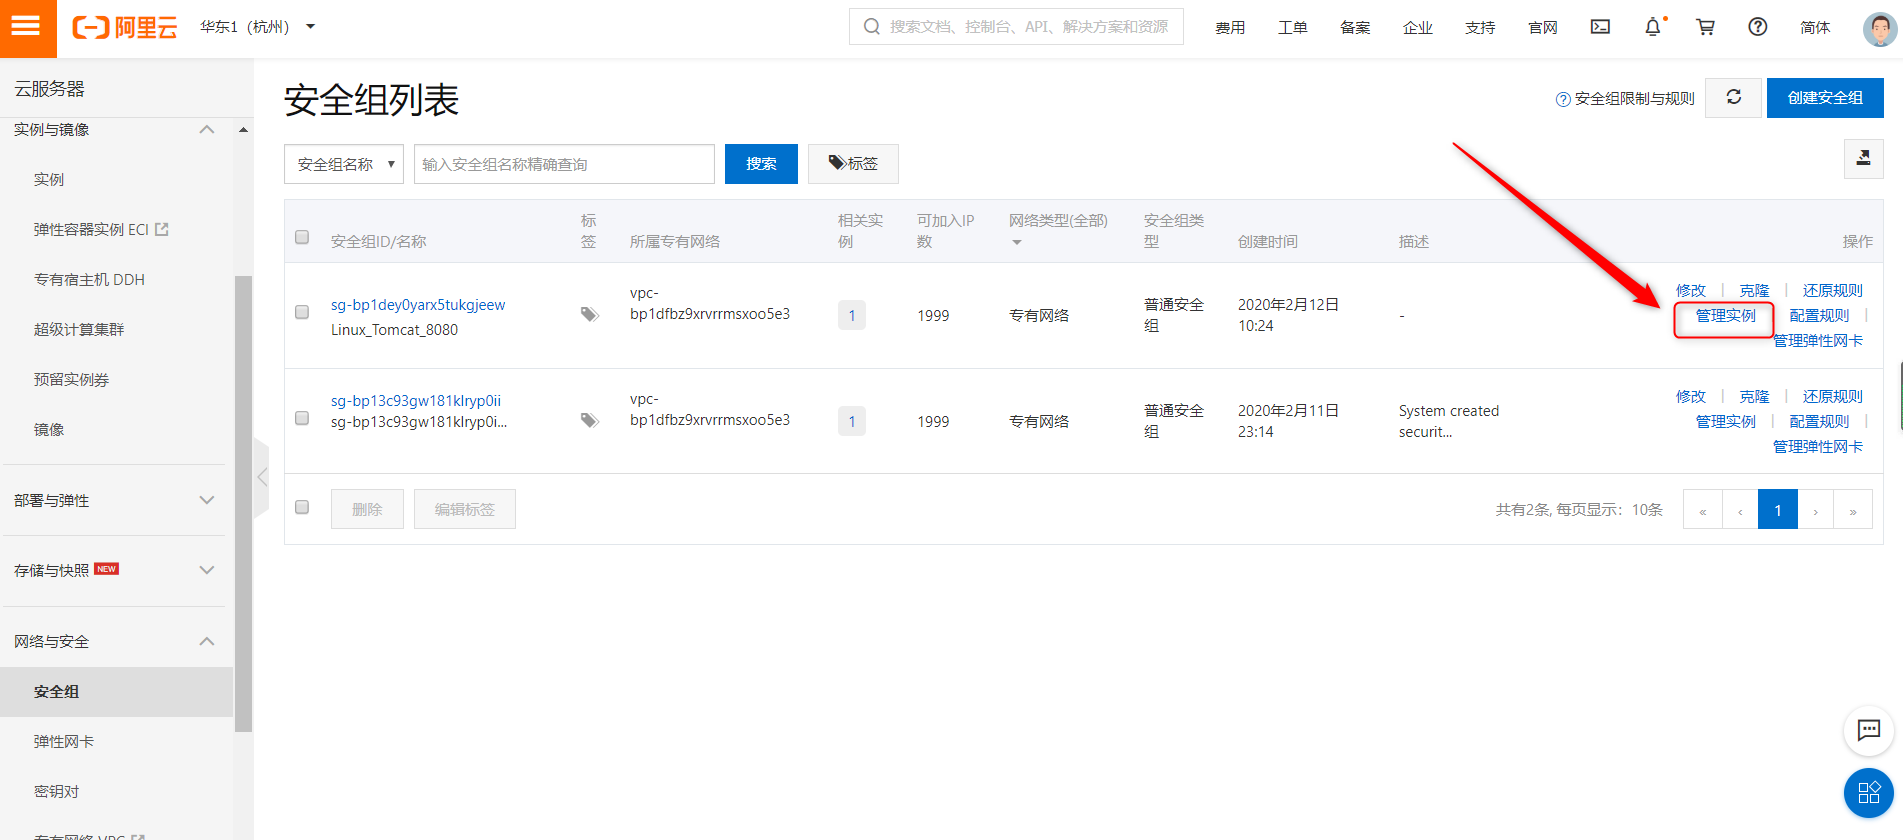 阿里云
华东1（杭州）
搜索文档、控制台、API、解决方案和资源
费用
工单
备案
企业
支持
官网
简体
云服务器
实例与镜像
实例
弹性容器实例 ECI
专有宿主机 DDH
超级计算集群
预留实例券
镜像
部署与弹性
存储与快照 NEW
网络与安全
安全组
弹性网卡
密钥对
专有网络 VPC
安全组列表
安全组限制与规则
创建安全组
安全组名称
输入安全组名称精确查询
搜索
标签
安全组ID/名称
标
签
所属专有网络
相关实
例
可加入IP
数
网络类型(全部)
安全组类
型
创建时间
描述
操作
sg-bp1dey0yarx5tukgjeew
Linux_Tomcat_8080
vpc-
bp1dfbz9xrvrrmsxoo5e3
1
1999
专有网络
普通安全
组
2020年2月12日
10:24
-
修改 | 克隆 | 还原规则
管理实例 配置规则 |
管理弹性网卡
sg-bp13c93gw181klryp0ii
sg-bp13c93gw181klryp0i...
vpc-
bp1dfbz9xrvrrmsxoo5e3
1
1999
专有网络
普通安全
组
2020年2月11日
23:14
System created
securit...
修改 | 克隆 | 还原规则
管理实例 | 配置规则 |
管理弹性网卡
删除
编辑标签
共有2条, 每页显示：10条
« ‹ 1 › »